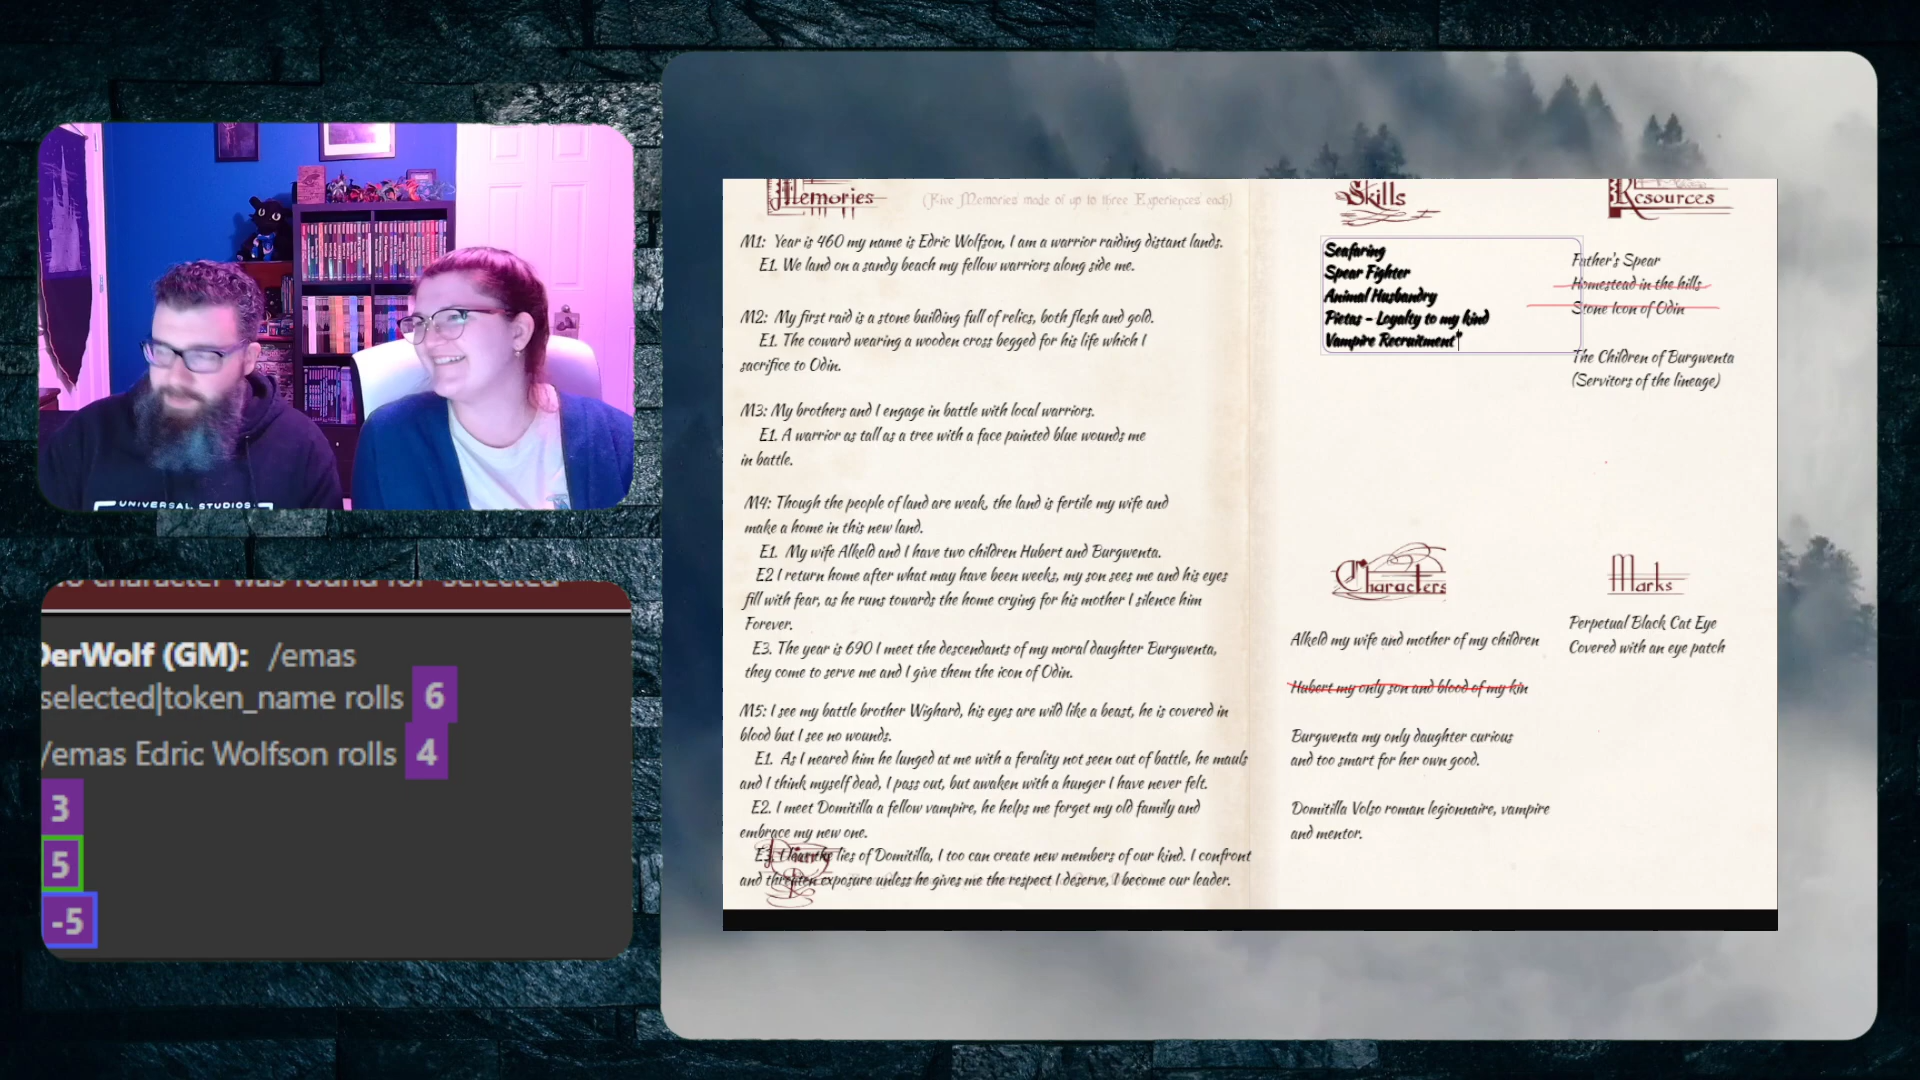 UNIVERSAL STUDIOS
no character was found for 'selected
DerWolf (GM): /emas
selected|token_name rolls 6
/emas Edric Wolfson rolls 4
3
5
-5
Memories (Five Memories made of up to three Experiences each)
M1: Year is 460 my name is Edric Wolfson, I am a warrior raiding distant lands.
E1. We land on a sandy beach my fellow warriors along side me.
M2: My first raid is a stone building full of relics, both flesh and gold.
E1. The coward wearing a wooden cross begged for his life which I
sacrifice to Odin.
M3: My brothers and I engage in battle with local warriors.
E1. A warrior as tall as a tree with a face painted blue wounds me
in battle.
M4: Though the people of land are weak, the land is fertile my wife and
make a home in this new land.
E1. My wife Alkeld and I have two children Hubert and Burgwenta.
E2 I return home after what may have been weeks, my son sees me and his eyes
fill with fear, as he runs towards the home crying for his mother I silence him
Forever.
E3. The year is 690 I meet the descendants of my moral daughter Burgwenta,
they come to serve me and I give them the icon of Odin.
M5: I see my battle brother Wighard, his eyes are wild like a beast, he is covered in
blood but I see no wounds.
E1. As I neared him he lunged at me with a ferality not seen out of battle, he mauls
and I think myself dead, I pass out, but awaken with a hunger I have never felt.
E2. I meet Domitilla a fellow vampire, he helps me forget my old family and
embrace my new one.
E3. I hear the lies of Domitilla, I too can create new members of our kind. I confront
and threaten exposure unless he gives me the respect I deserve, I become our leader.
Diary
Skills
Seafaring
Spear Fighter
Animal Husbandry
Pietas - Loyalty to my kind
Vampire Recruitment*
Resources
Father's Spear
Homestead in the hills
Stone Icon of Odin
The Children of Burgwenta
(Servitors of the lineage)
Characters
Alkeld my wife and mother of my children
Hubert my only son and blood of my kin
Burgwenta my only daughter curious
and too smart for her own good.
Domitilla Volso roman legionnaire, vampire
and mentor.
Marks
Perpetual Black Cat Eye
Covered with an eye patch